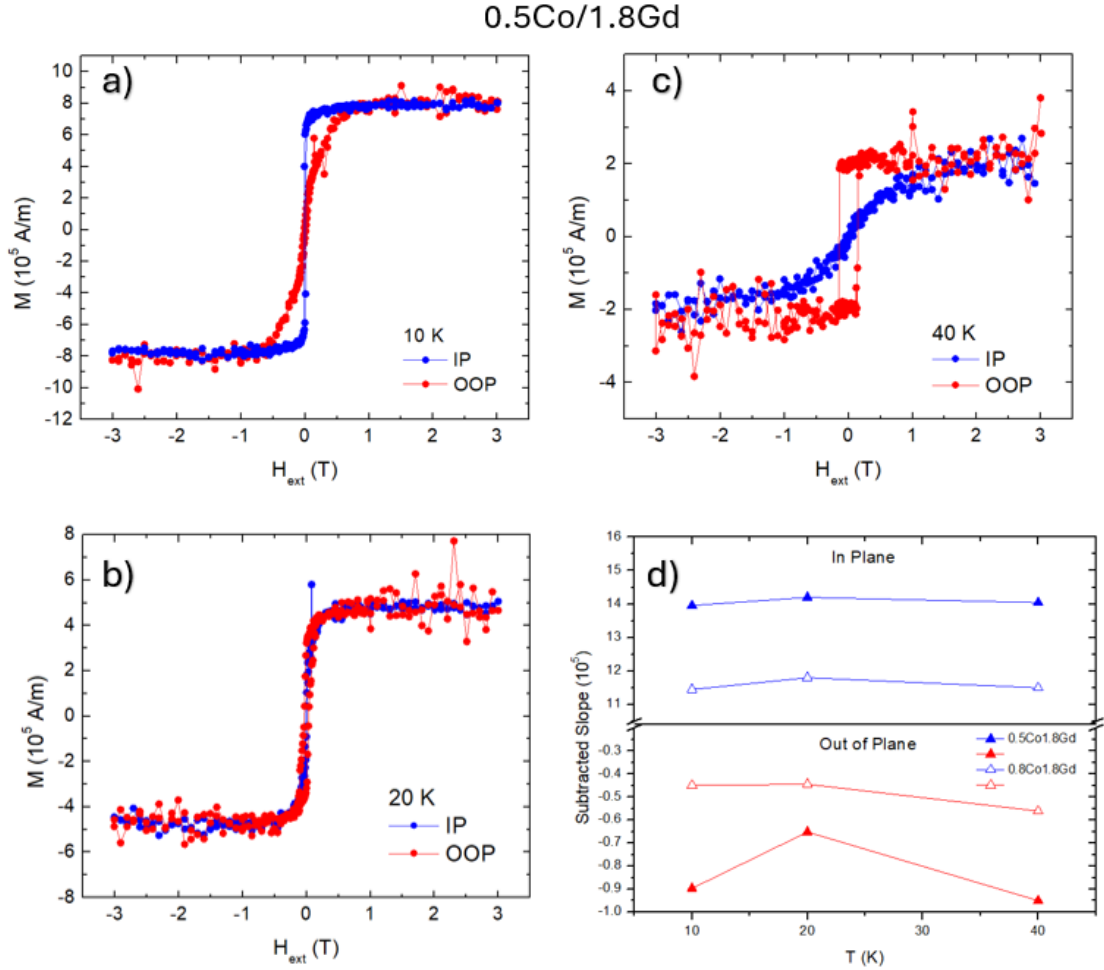 0.5Co/1.8Gd
a)
10
8
6
4
2
0
-2
-4
-6
-8
-10
-12
M (10⁵ A/m)
10 K
IP
OOP
-3 -2 -1 0 1 2 3
H_ext (T)
c)
4
2
0
-2
-4
M (10⁵ A/m)
40 K
IP
OOP
-3 -2 -1 0 1 2 3
H_ext (T)
b)
8
6
4
2
0
-2
-4
-6
-8
M (10⁵ A/m)
20 K
IP
OOP
-3 -2 -1 0 1 2 3
H_ext (T)
d)
16
15
14
13
12
11
-0.3
-0.4
-0.5
-0.6
-0.7
-0.8
-0.9
-1.0
Subtracted Slope (10⁵)
In Plane
Out of Plane
0.5Co1.8Gd
0.8Co1.8Gd
10 15 20 25 30 35 40
T (K)